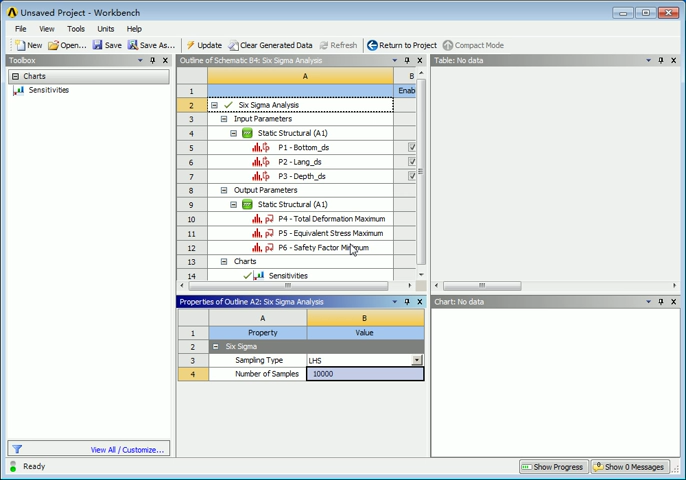 Unsaved Project - Workbench
File View Tools Units Help
New Open... Save Save As... Update Clear Generated Data Refresh Return to Project Compact Mode
Toolbox
Charts
Sensitivities
View All / Customize...
Outline of Schematic B4: Six Sigma Analysis
A B
1 Enab
2 Six Sigma Analysis
3 Input Parameters
4 Static Structural (A1)
5 P1 - Bottom_ds
6 P2 - Lang_ds
7 P3 - Depth_ds
8 Output Parameters
9 Static Structural (A1)
10 P4 - Total Deformation Maximum
11 P5 - Equivalent Stress Maximum
12 P6 - Safety Factor Minimum
13 Charts
14 Sensitivities
Properties of Outline A2: Six Sigma Analysis
A B
1 Property Value
2 Six Sigma
3 Sampling Type LHS
4 Number of Samples 10000
Table: No data
Chart: No data
Ready
Show Progress Show 0 Messages